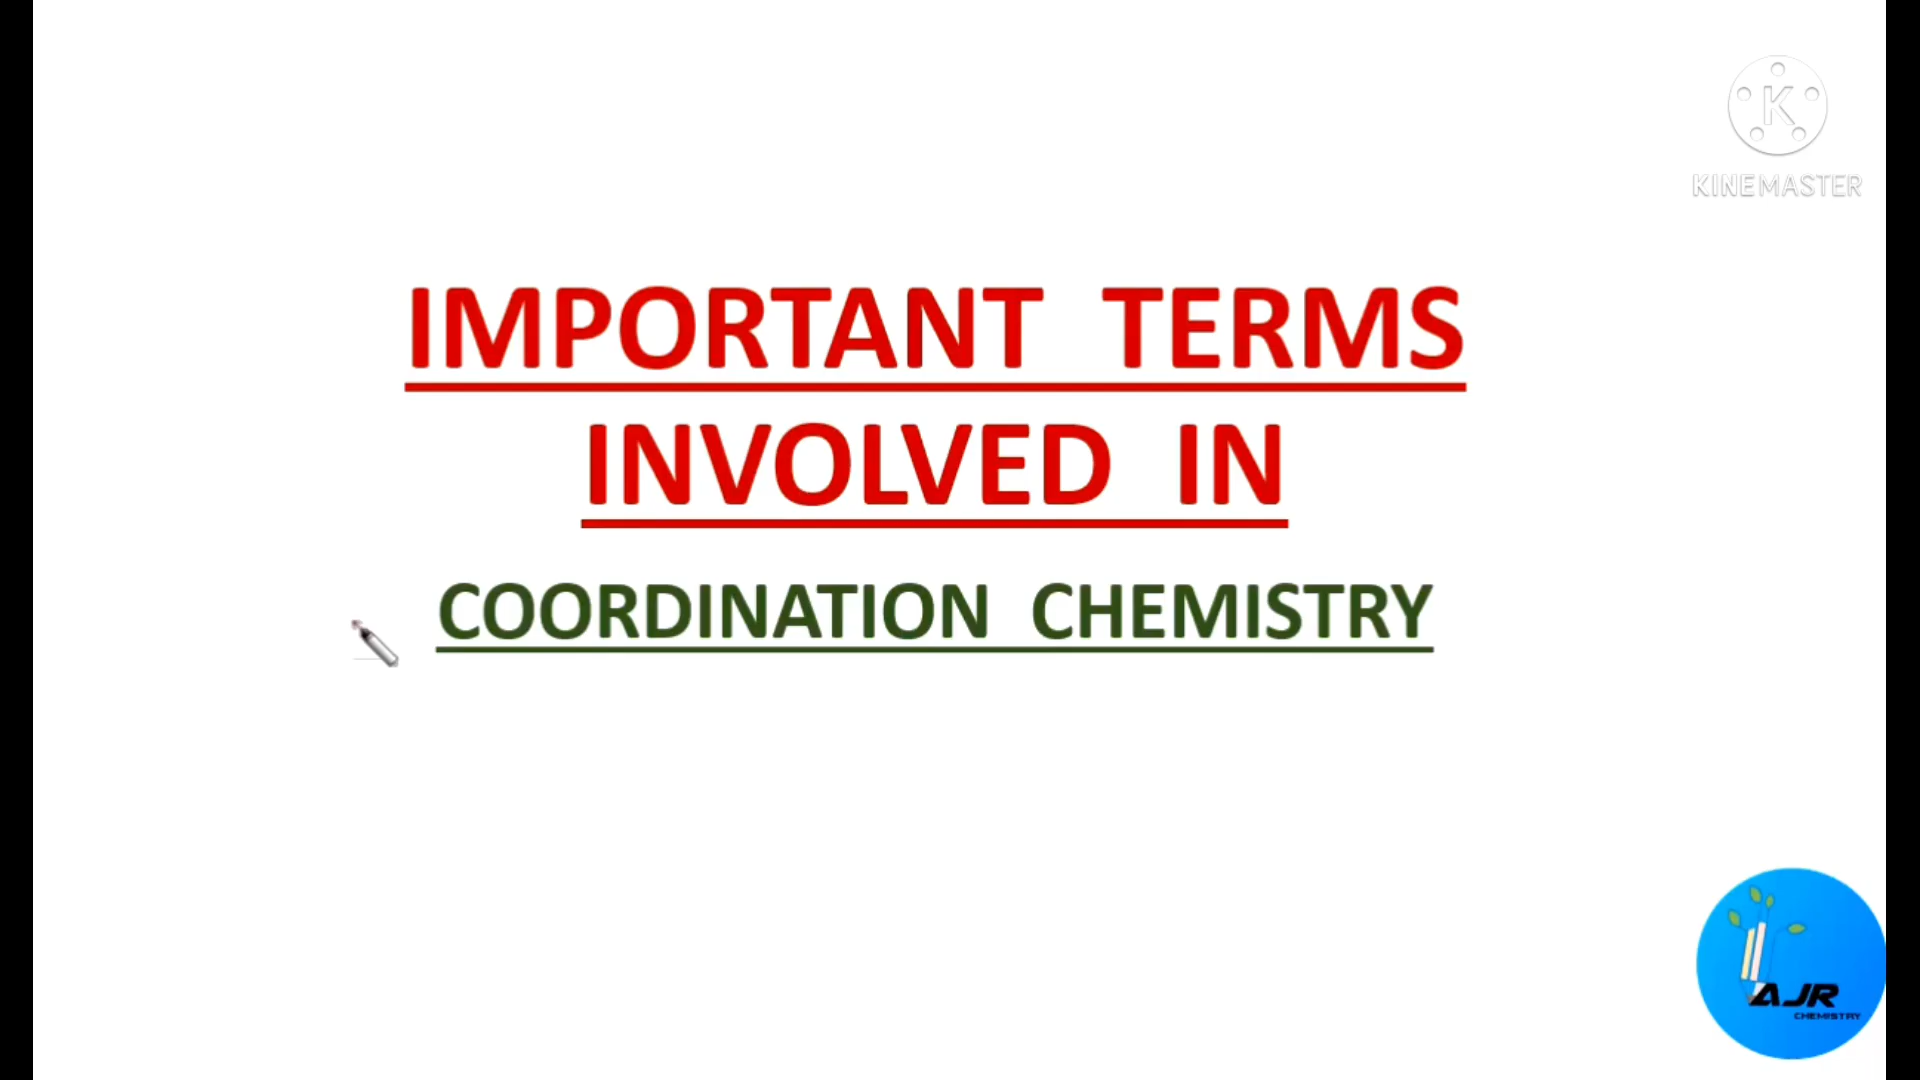 K
KINEMASTER
IMPORTANT TERMS
INVOLVED IN
COORDINATION CHEMISTRY
AJR
CHEMISTRY